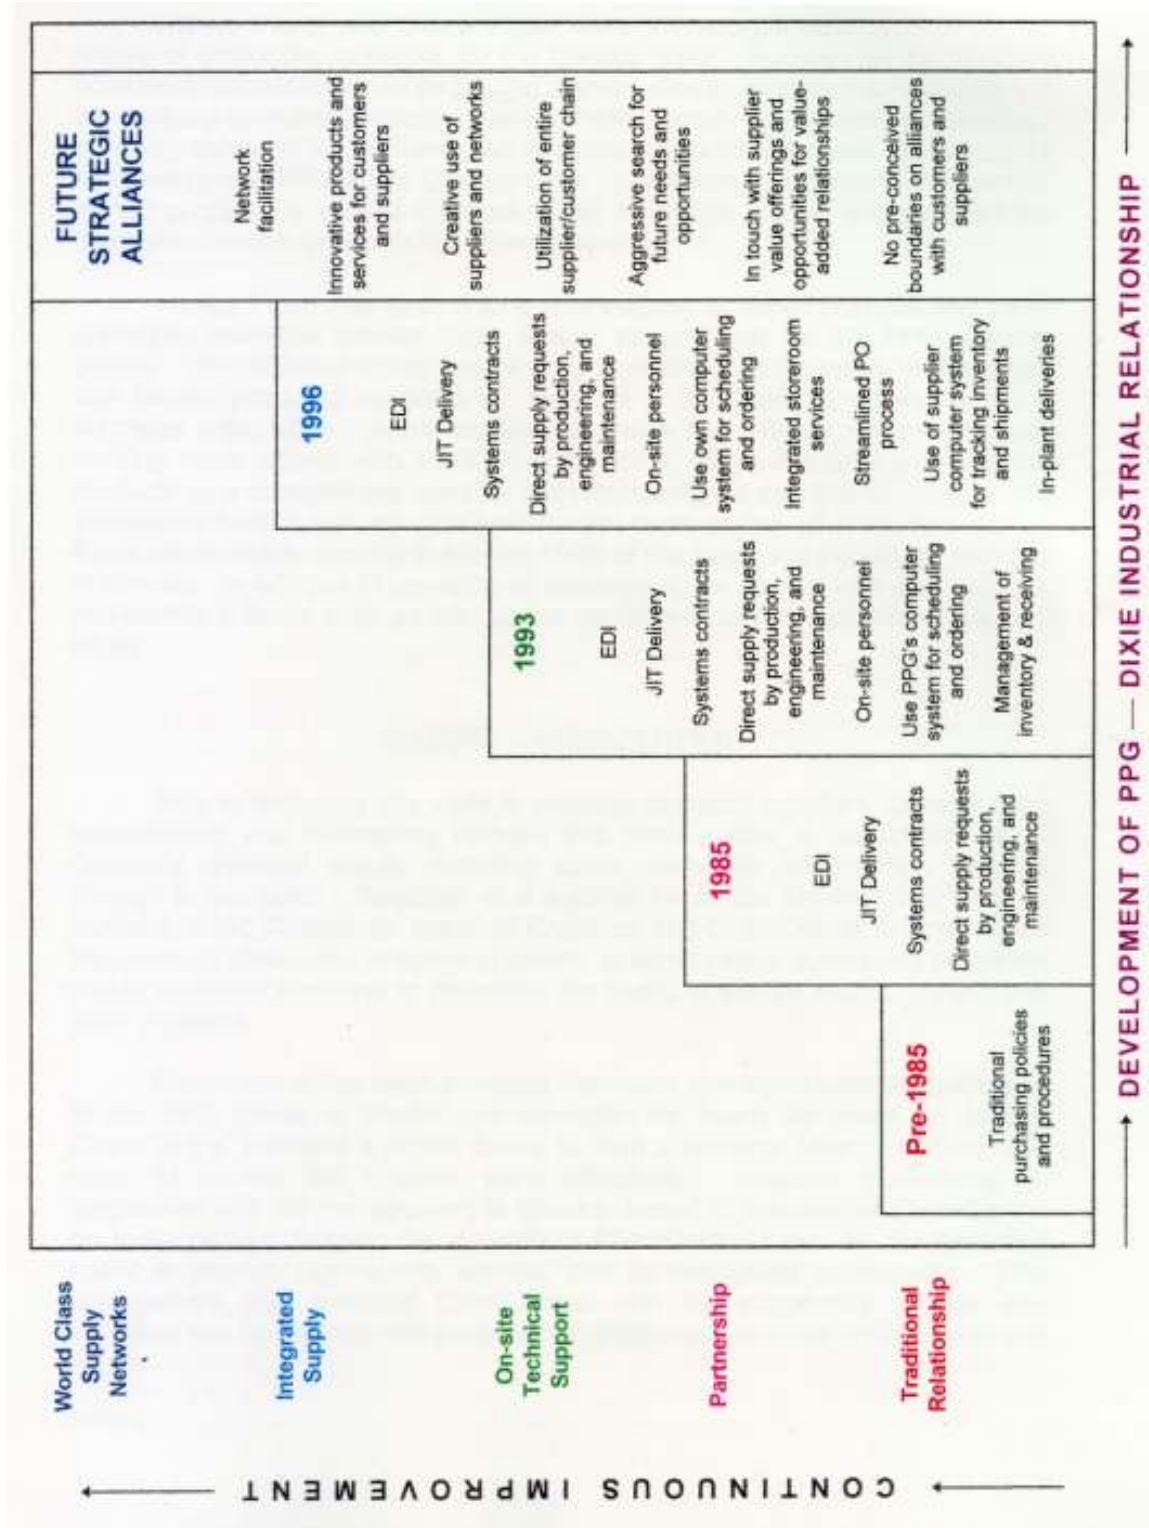 World Class
Supply
Networks
Integrated
Supply
On-site
Technical
Support
Partnership
Traditional
Relationship
CONTINUOUS IMPROVEMENT
Pre-1985
Traditional
purchasing policies
and procedures
1985
EDI
JIT Delivery
Systems contracts
Direct supply requests
by production,
engineering, and
maintenance
1993
EDI
JIT Delivery
Systems contracts
Direct supply requests
by production,
engineering, and
maintenance
On-site personnel
Use PPG's computer
system for scheduling
and ordering
Management of
inventory & receiving
1996
EDI
JIT Delivery
Systems contracts
Direct supply requests
by production,
engineering, and
maintenance
On-site personnel
Use own computer
system for scheduling
and ordering
Integrated storeroom
services
Streamlined PO
process
Use of supplier
computer system
for tracking inventory
and shipments
In-plant deliveries
FUTURE
STRATEGIC
ALLIANCES
Network
facilitation
Innovative products and
services for customers
and suppliers
Creative use of
suppliers and networks
Utilization of entire
supplier/customer chain
Aggressive search for
future needs and
opportunities
In touch with supplier
value offerings and
opportunities for value-
added relationships
No pre-conceived
boundaries on alliances
with customers and
suppliers
DEVELOPMENT OF PPG — DIXIE INDUSTRIAL RELATIONSHIP